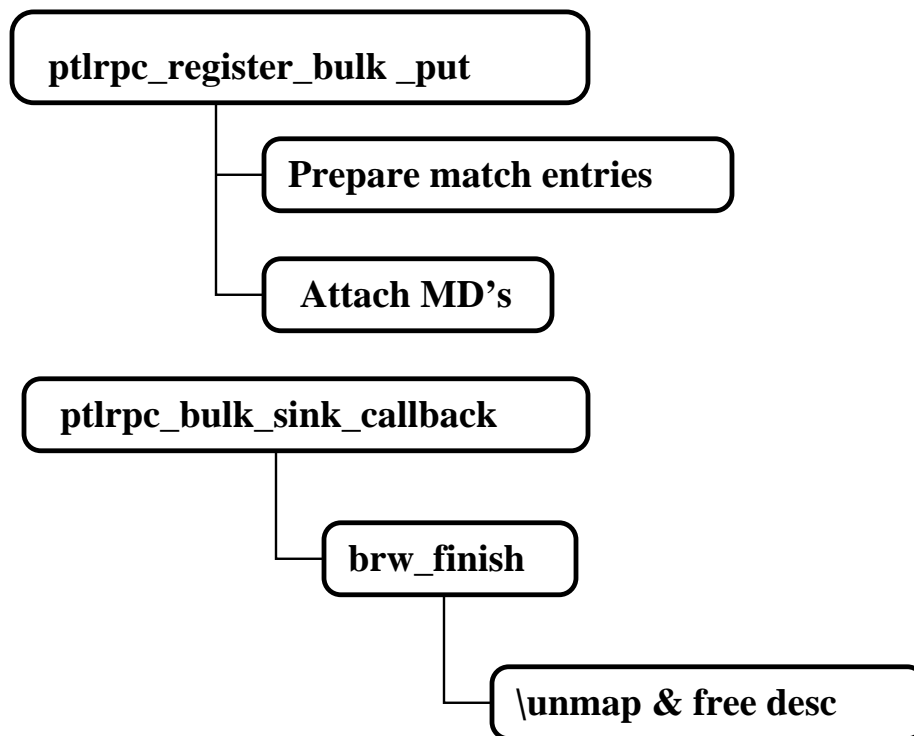 ptlrpc_register_bulk _put
Prepare match entries
Attach MD’s
ptlrpc_bulk_sink_callback
brw_finish
\unmap & free desc